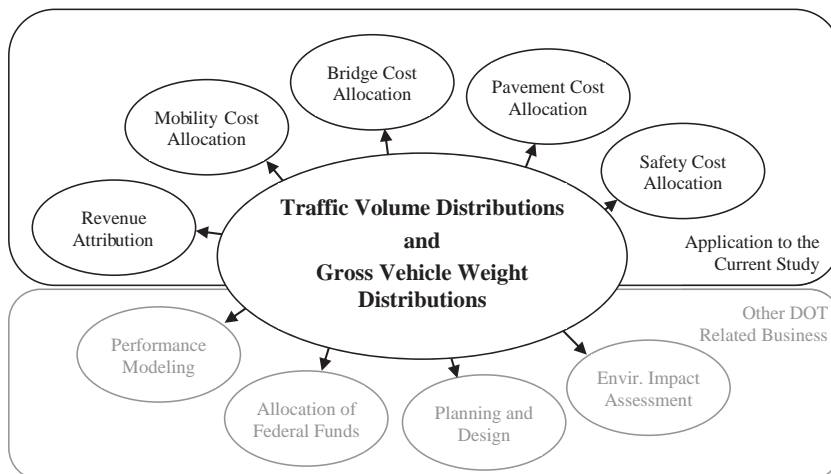 Bridge Cost
Allocation
Pavement Cost
Allocation
Mobility Cost
Allocation
Safety Cost
Allocation
Revenue
Attribution
Traffic Volume Distributions
and
Gross Vehicle Weight
Distributions
Application to the
Current Study
Other DOT
Related Business
Performance
Modeling
Envir. Impact
Assessment
Allocation of
Federal Funds
Planning and
Design